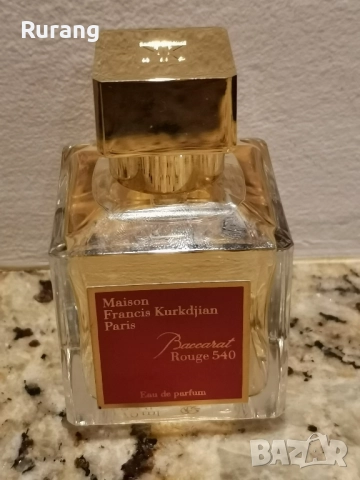 Rurang
Maison
Francis Kurkdjian
Paris
Baccarat
Rouge 540
Eau de parfum
BAZAR